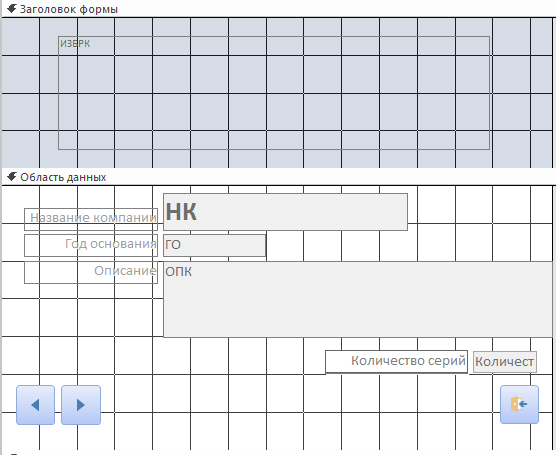 Заголовок формы
ИЗЕРК
Область данных
Название компании
НК
Год основания
ГО
Описание
ОПК
Количество серий
Количест